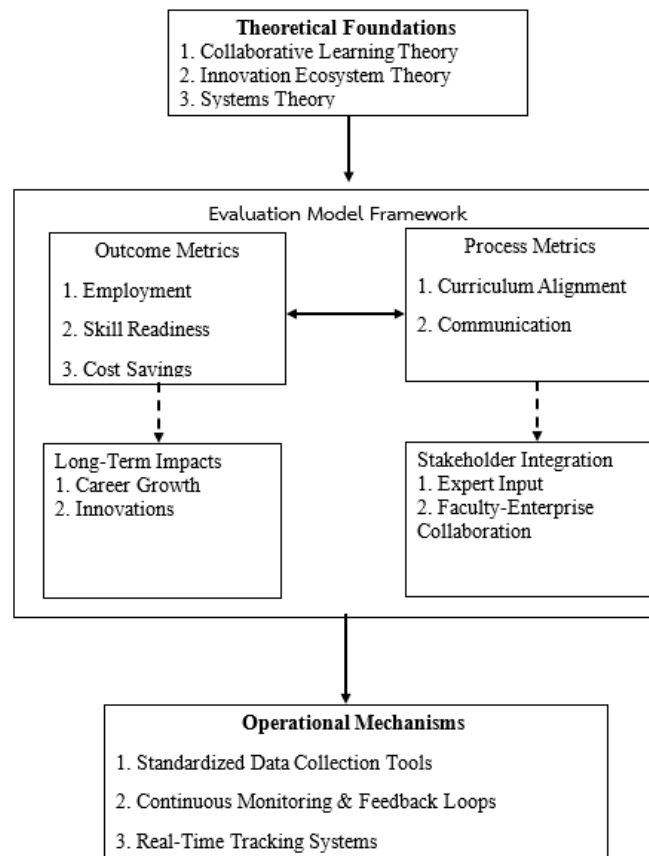 Theoretical Foundations
1. Collaborative Learning Theory
2. Innovation Ecosystem Theory
3. Systems Theory
Evaluation Model Framework
Outcome Metrics
1. Employment
2. Skill Readiness
3. Cost Savings
Process Metrics
1. Curriculum Alignment
2. Communication
Long-Term Impacts
1. Career Growth
2. Innovations
Stakeholder Integration
1. Expert Input
2. Faculty-Enterprise
Collaboration
Operational Mechanisms
1. Standardized Data Collection Tools
2. Continuous Monitoring & Feedback Loops
3. Real-Time Tracking Systems